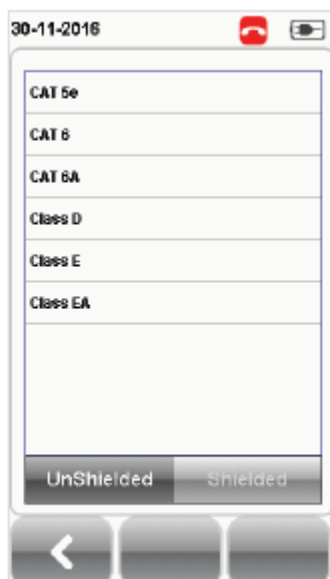 30-11-2016
CAT 5e
CAT 6
CAT 6A
Class D
Class E
Class EA
UnShielded Shielded